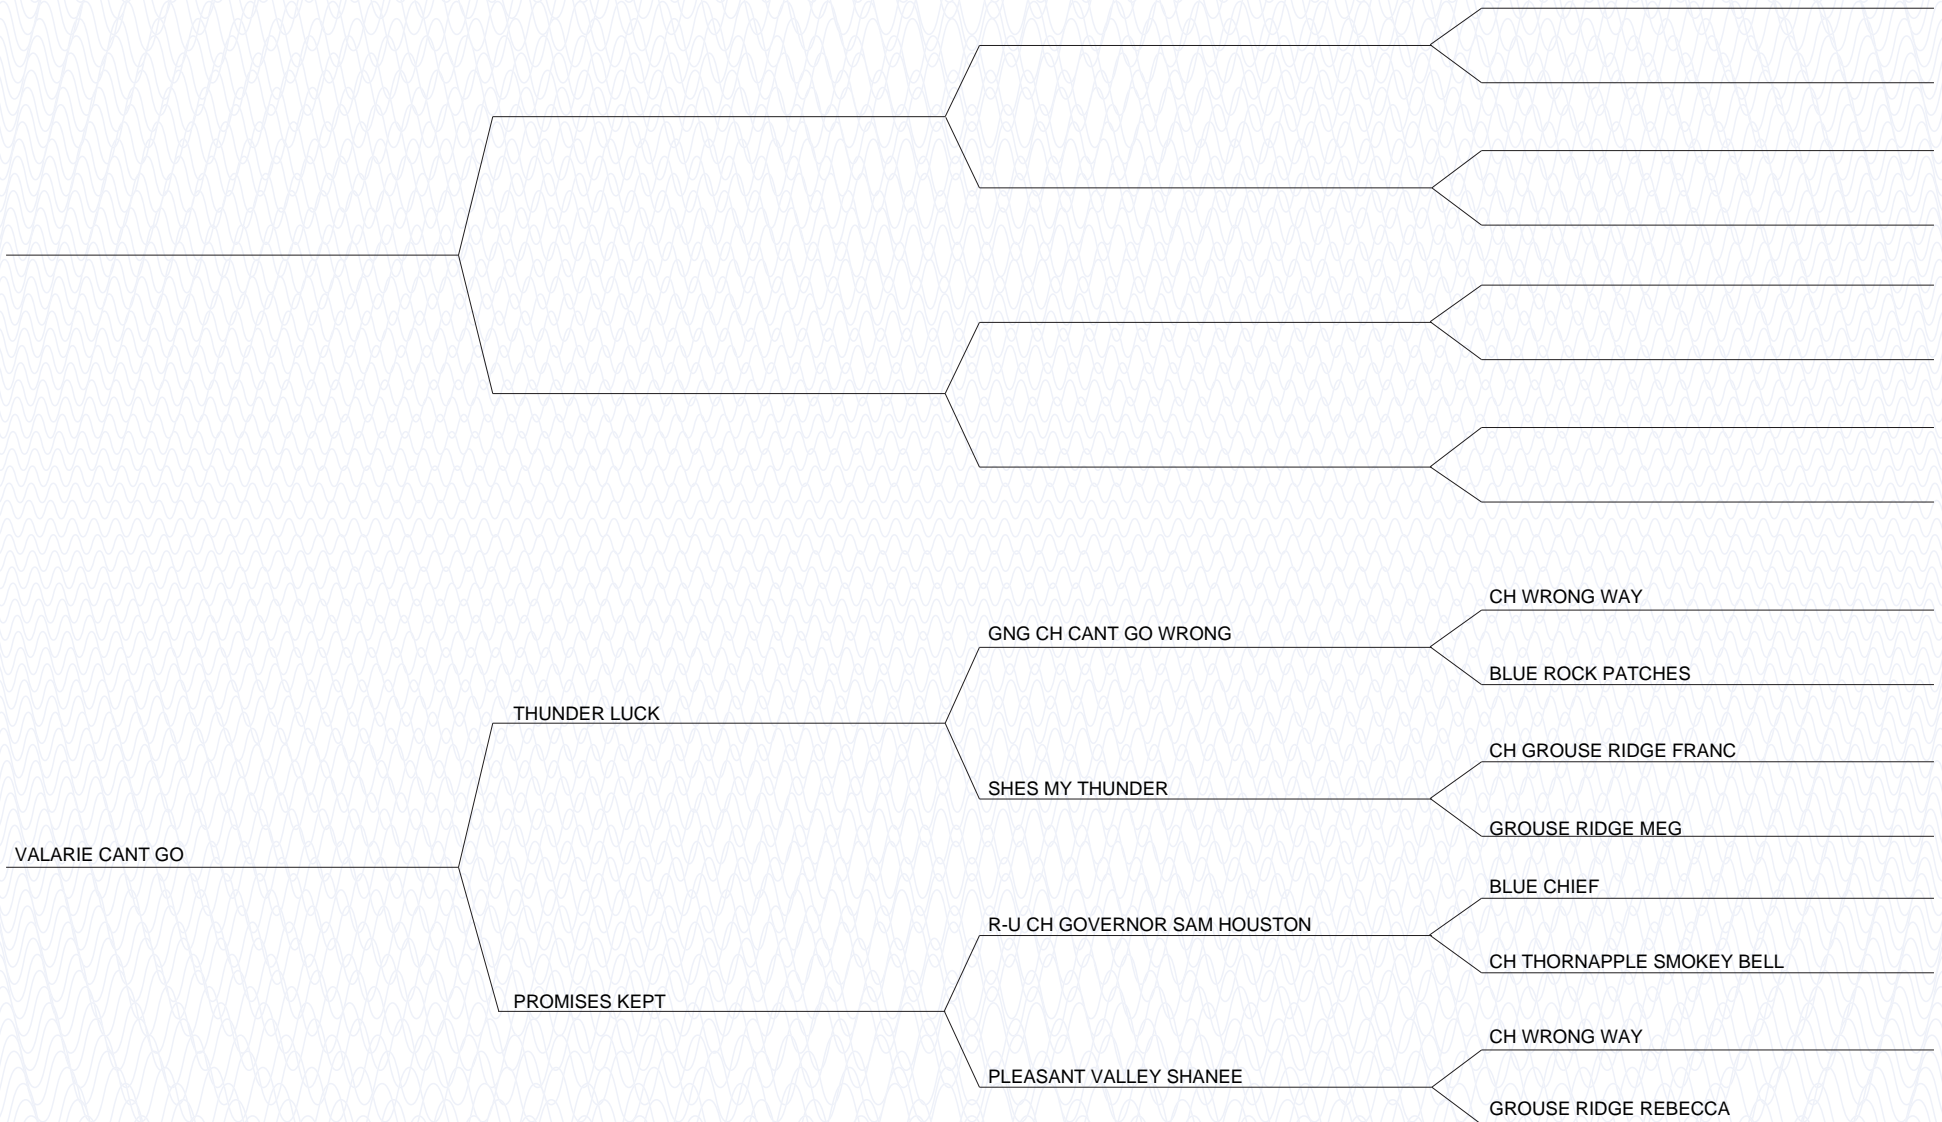 CH WRONG WAY
GNG CH CANT GO WRONG
BLUE ROCK PATCHES
THUNDER LUCK
CH GROUSE RIDGE FRANC
SHES MY THUNDER
GROUSE RIDGE MEG
VALARIE CANT GO
BLUE CHIEF
R-U CH GOVERNOR SAM HOUSTON
CH THORNAPPLE SMOKEY BELL
PROMISES KEPT
CH WRONG WAY
PLEASANT VALLEY SHANEE
GROUSE RIDGE REBECCA